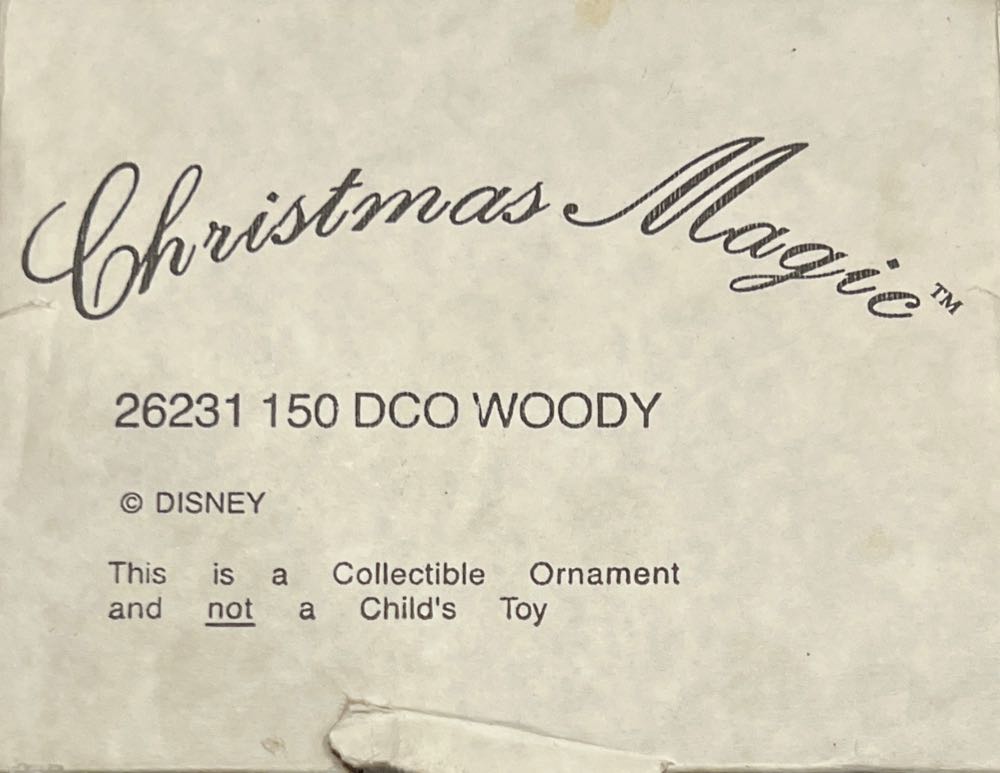 Christmas Magic™
26231 150 DCO WOODY
© DISNEY
This is a Collectible Ornament
and not a Child's Toy